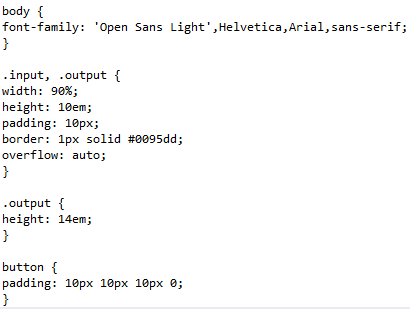 body {
font-family: 'Open Sans Light',Helvetica,Arial,sans-serif;
}

.input, .output {
width: 90%;
height: 10em;
padding: 10px;
border: 1px solid #0095dd;
overflow: auto;
}

.output {
height: 14em;
}

button {
padding: 10px 10px 10px 0;
}